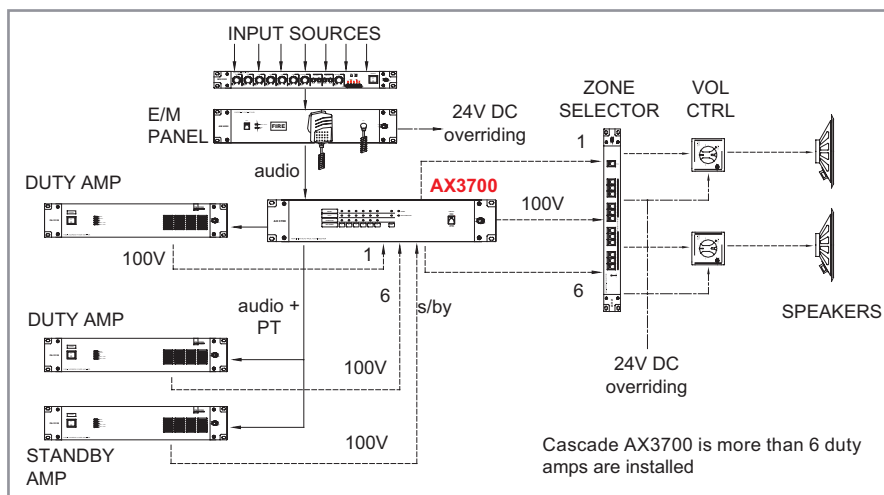 INPUT SOURCES
E/M
PANEL
FIRE
24V DC
overriding
ZONE
SELECTOR
VOL
CTRL
1
audio
AX3700
DUTY AMP
100V
100V
1
6
s/by
6
audio +
PT
SPEAKERS
DUTY AMP
100V
24V DC
overriding
100V
STANDBY
AMP
Cascade AX3700 is more than 6 duty
amps are installed